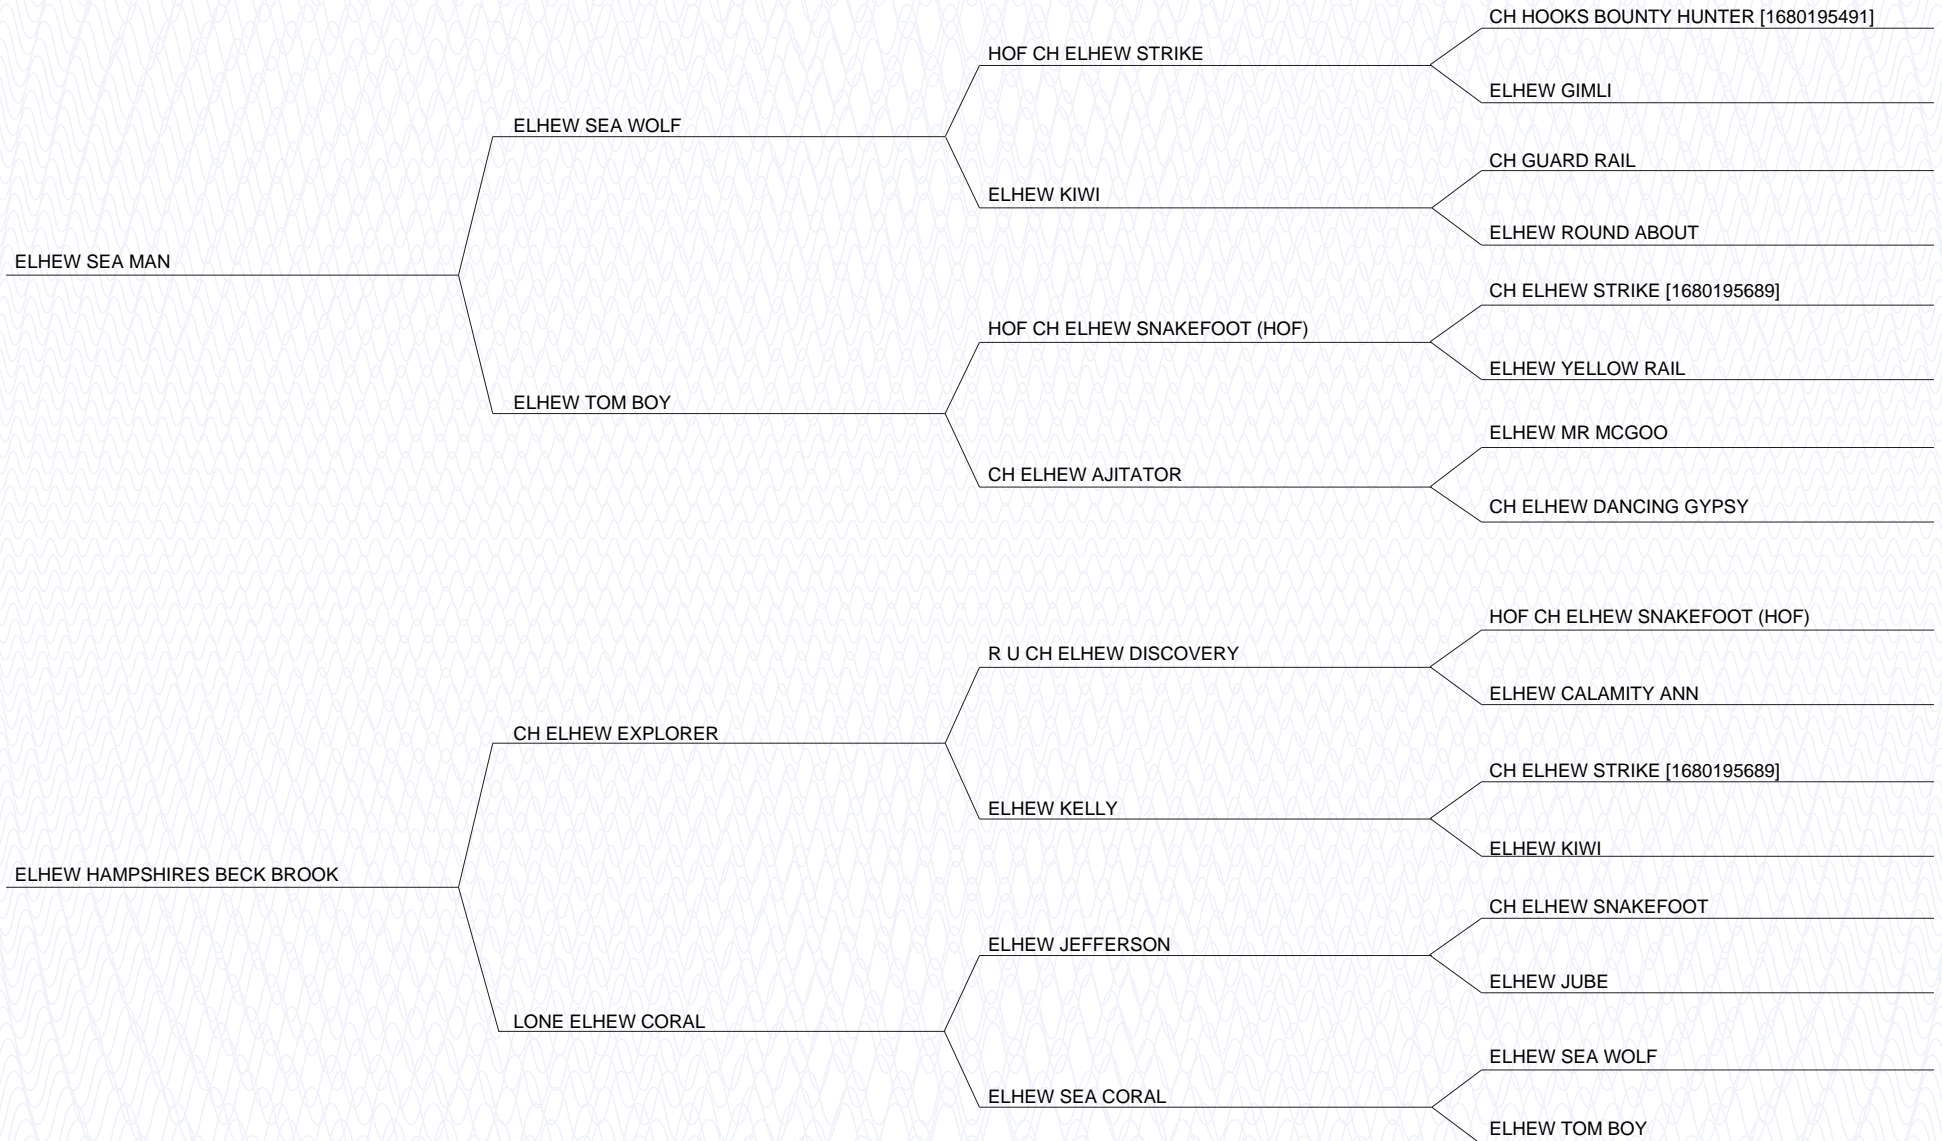 CH HOOKS BOUNTY HUNTER [1680195491]
HOF CH ELHEW STRIKE
ELHEW GIMLI
ELHEW SEA WOLF
CH GUARD RAIL
ELHEW KIWI
ELHEW ROUND ABOUT
ELHEW SEA MAN
CH ELHEW STRIKE [1680195689]
HOF CH ELHEW SNAKEFOOT (HOF)
ELHEW YELLOW RAIL
ELHEW TOM BOY
ELHEW MR MCGOO
CH ELHEW AJITATOR
CH ELHEW DANCING GYPSY
HOF CH ELHEW SNAKEFOOT (HOF)
R U CH ELHEW DISCOVERY
ELHEW CALAMITY ANN
CH ELHEW EXPLORER
CH ELHEW STRIKE [1680195689]
ELHEW KELLY
ELHEW KIWI
ELHEW HAMPSHIRES BECK BROOK
CH ELHEW SNAKEFOOT
ELHEW JEFFERSON
ELHEW JUBE
LONE ELHEW CORAL
ELHEW SEA WOLF
ELHEW SEA CORAL
ELHEW TOM BOY